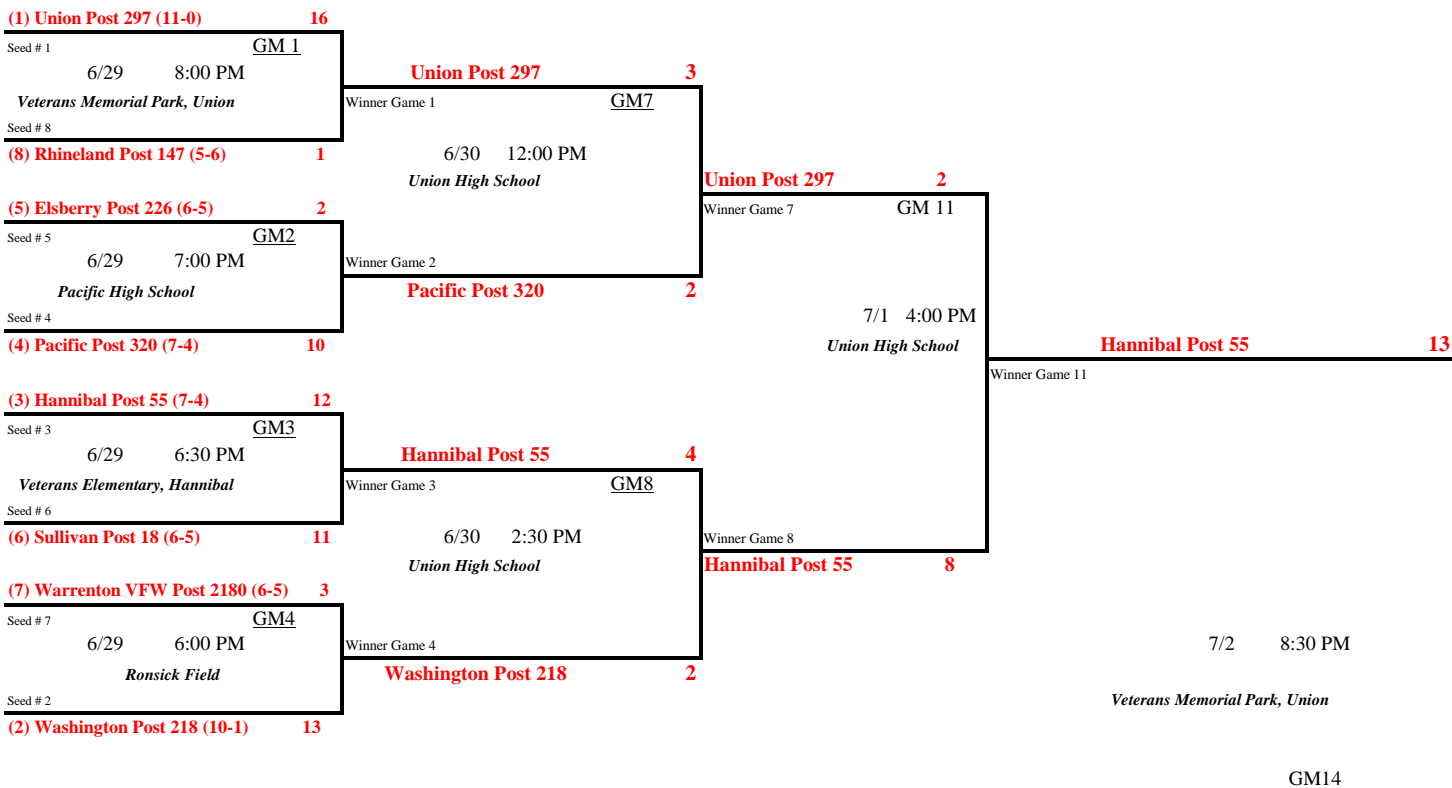 (1) Union Post 297 (11-0) 16
Seed # 1 GM 1
6/29 8:00 PM
Veterans Memorial Park, Union
Seed # 8
(8) Rhineland Post 147 (5-6) 1
(5) Elsberry Post 226 (6-5) 2
Seed # 5 GM2
6/29 7:00 PM
Pacific High School
Seed # 4
(4) Pacific Post 320 (7-4) 10
(3) Hannibal Post 55 (7-4) 12
Seed # 3 GM3
6/29 6:30 PM
Veterans Elementary, Hannibal
Seed # 6
(6) Sullivan Post 18 (6-5) 11
(7) Warrenton VFW Post 2180 (6-5) 3
Seed # 7 GM4
6/29 6:00 PM
Ronsick Field
Seed # 2
(2) Washington Post 218 (10-1) 13
Union Post 297 3
Winner Game 1 GM7
6/30 12:00 PM
Union High School
Winner Game 2
Pacific Post 320 2
Hannibal Post 55 4
Winner Game 3 GM8
6/30 2:30 PM
Union High School
Winner Game 4
Washington Post 218 2
Union Post 297 2
Winner Game 7 GM 11
7/1 4:00 PM
Union High School
Winner Game 8
Hannibal Post 55 8
Hannibal Post 55 13
Winner Game 11
7/2 8:30 PM
Veterans Memorial Park, Union
GM14